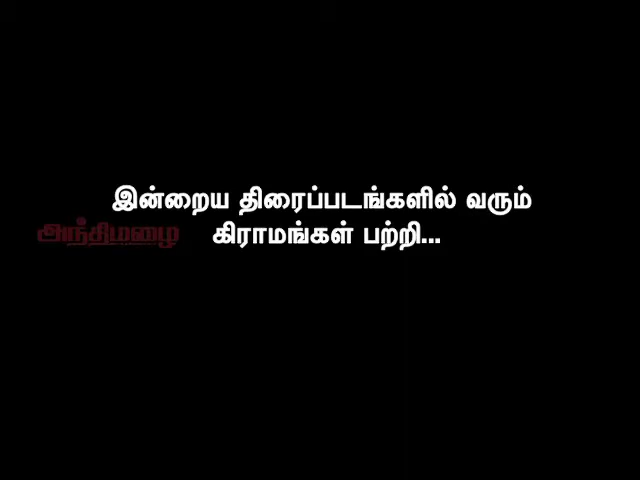 இன்றைய திரைப்படங்களில் வரும்
அந்திமழை
கிராமங்கள் பற்றி...